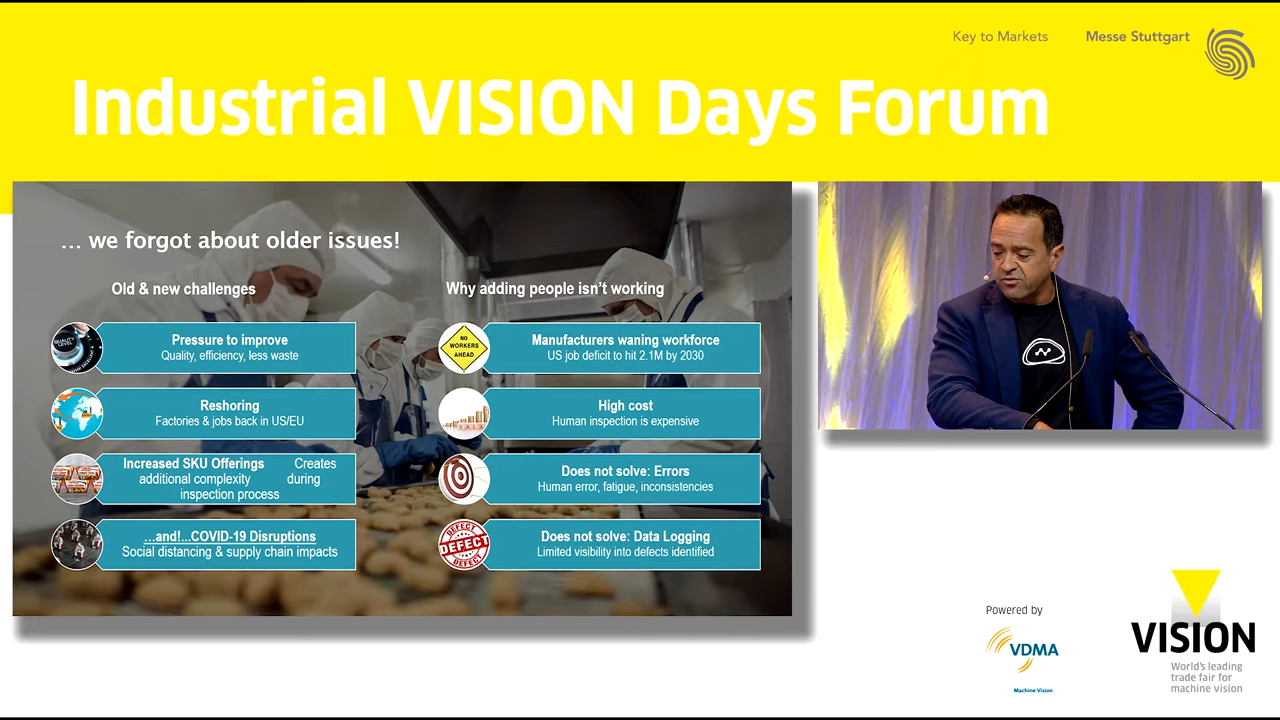 Key to Markets
Messe Stuttgart
Industrial VISION Days Forum
… we forgot about older issues!
Old & new challenges
Pressure to improve
Quality, efficiency, less waste
Reshoring
Factories & jobs back in US/EU
Increased SKU Offerings Creates
additional complexity during
inspection process
…and!...COVID-19 Disruptions
Social distancing & supply chain impacts
Why adding people isn't working
NO
WORKERS
AHEAD
Manufacturers waning workforce
US job deficit to hit 2.1M by 2030
High cost
Human inspection is expensive
Does not solve: Errors
Human error, fatigue, inconsistencies
DEFECT
DEFECT
DEFECT
Does not solve: Data Logging
Limited visibility into defects identified
Powered by
VDMA
Machine Vision
VISION
World's leading
trade fair for
machine vision